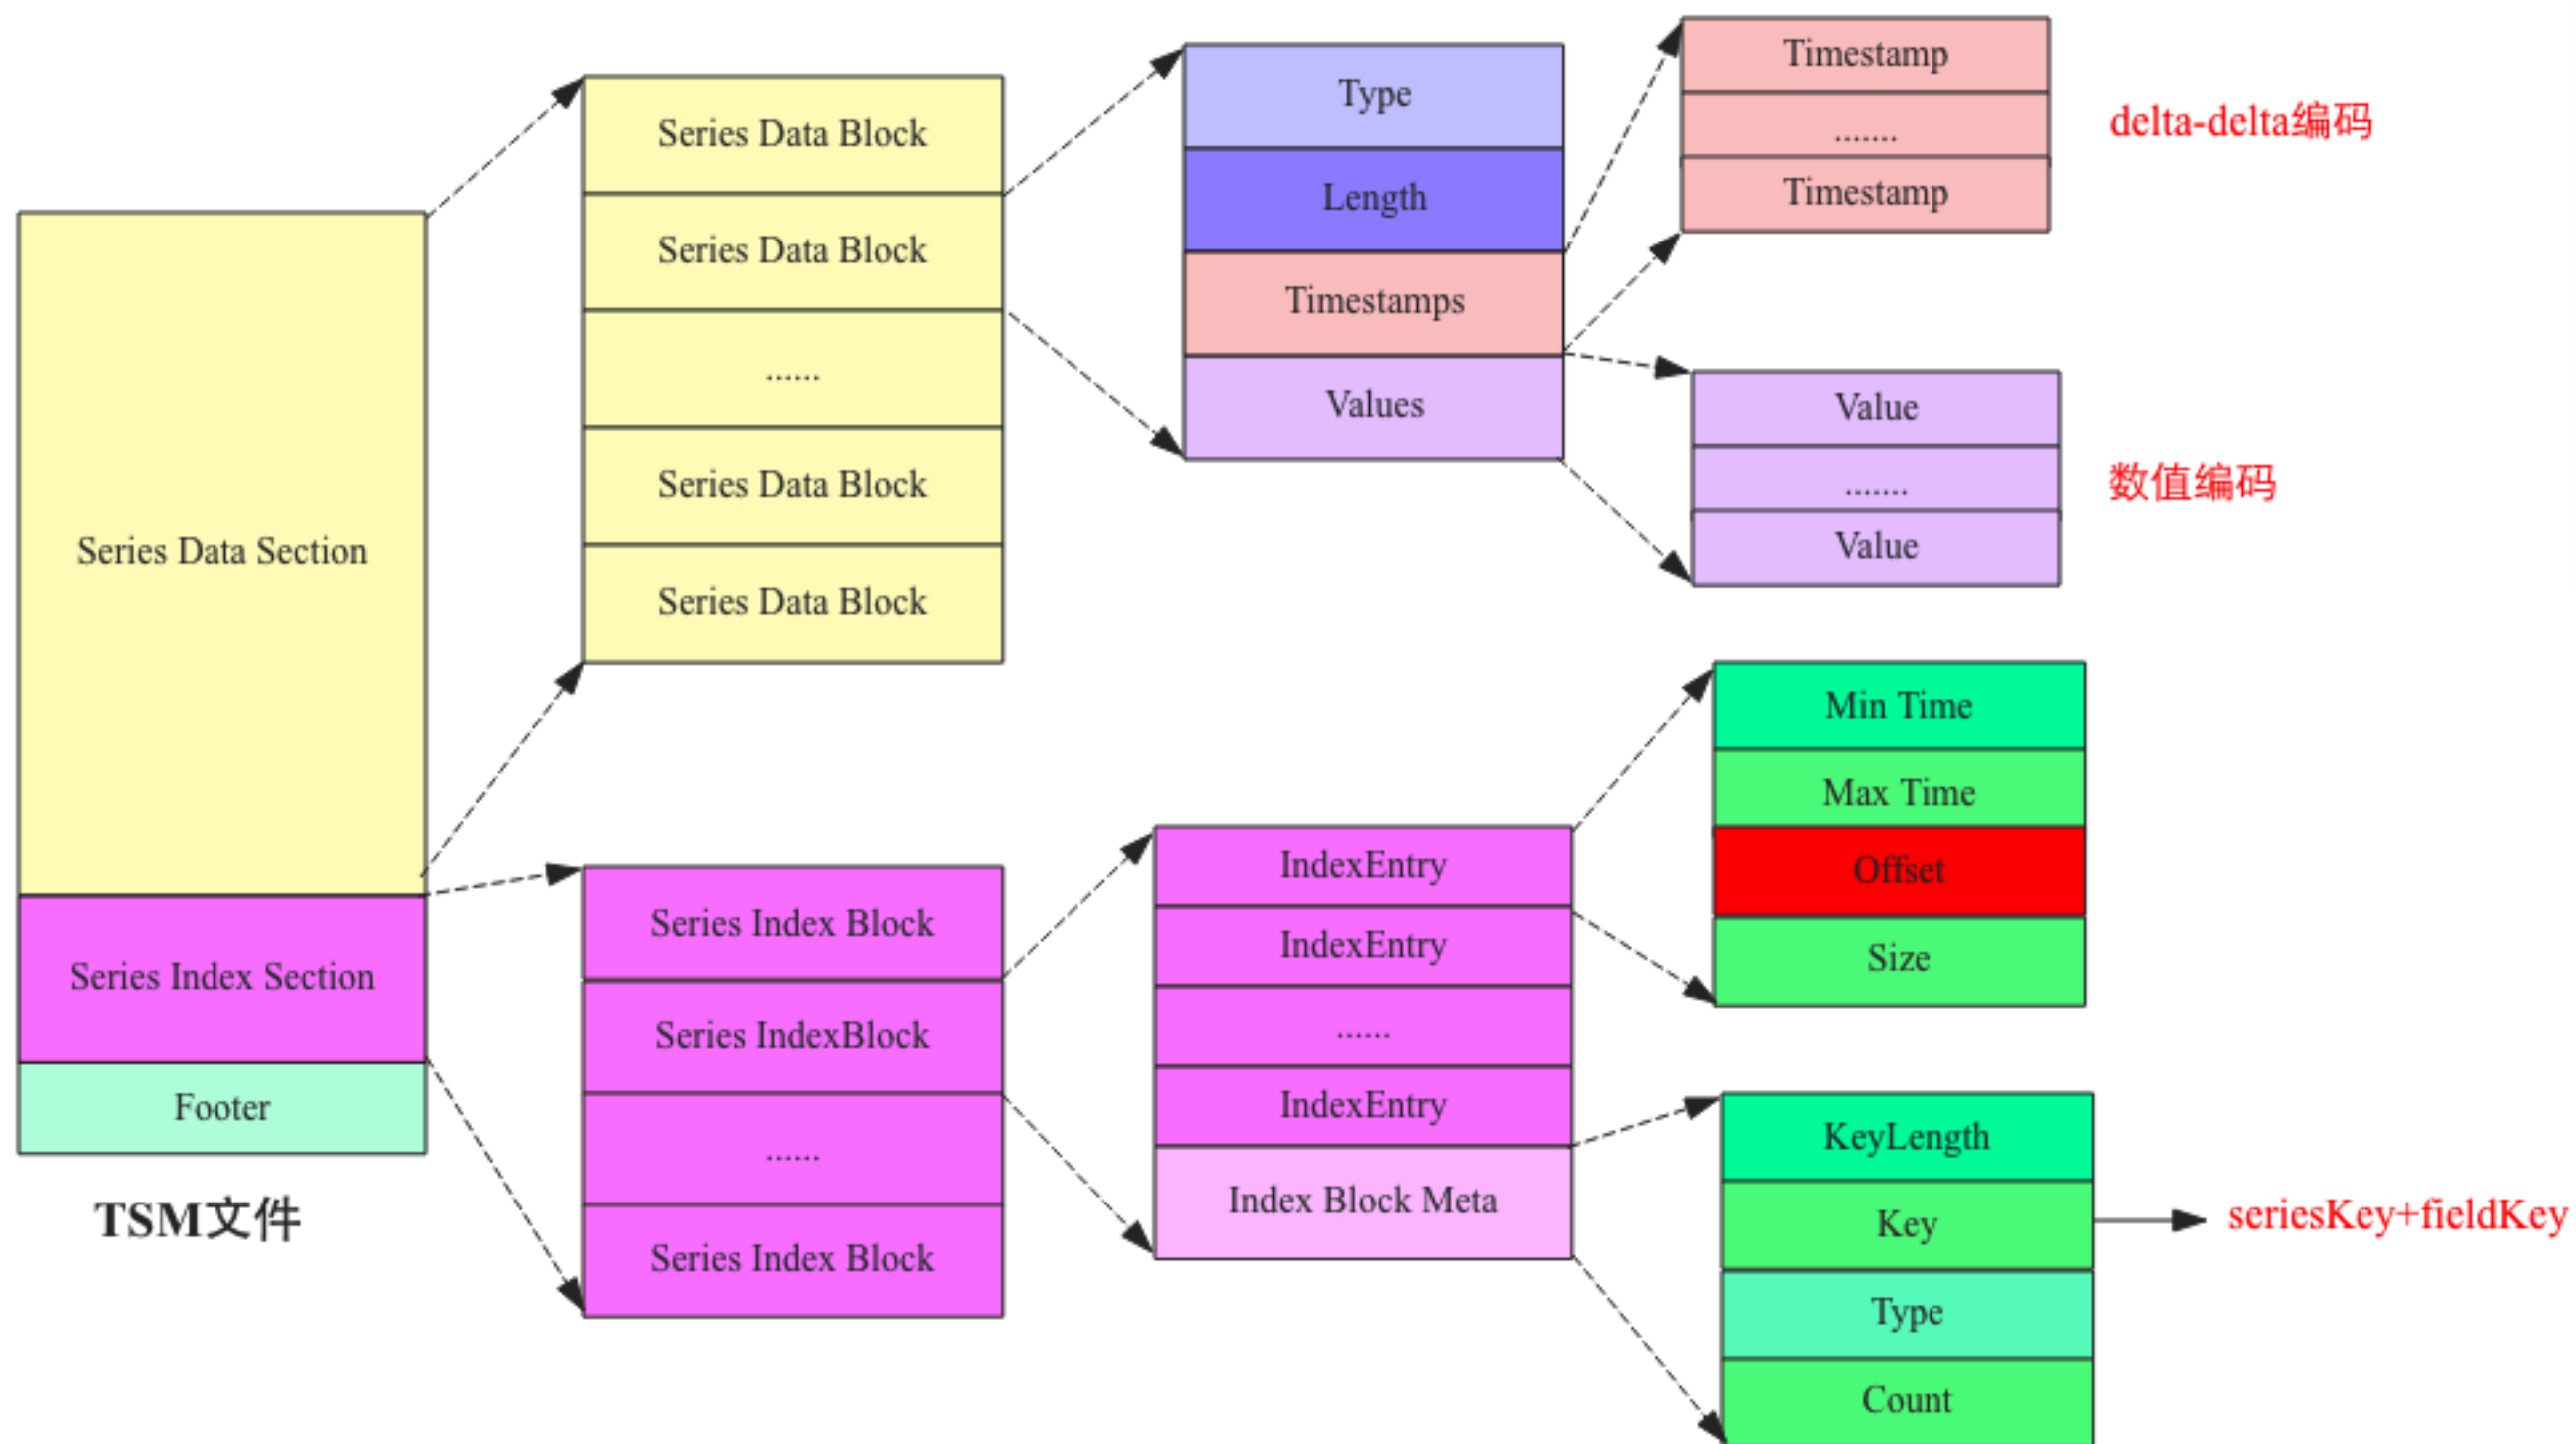 Series Data Section
Series Index Section
Footer
TSM文件
Series Data Block
Series Data Block
......
Series Data Block
Series Data Block
Series Index Block
Series IndexBlock
......
Series Index Block
Type
Length
Timestamps
Values
IndexEntry
IndexEntry
......
IndexEntry
Index Block Meta
Timestamp
.......
Timestamp
delta-delta编码
Value
.......
Value
数值编码
Min Time
Max Time
Offset
Size
KeyLength
Key
Type
Count
seriesKey+fieldKey